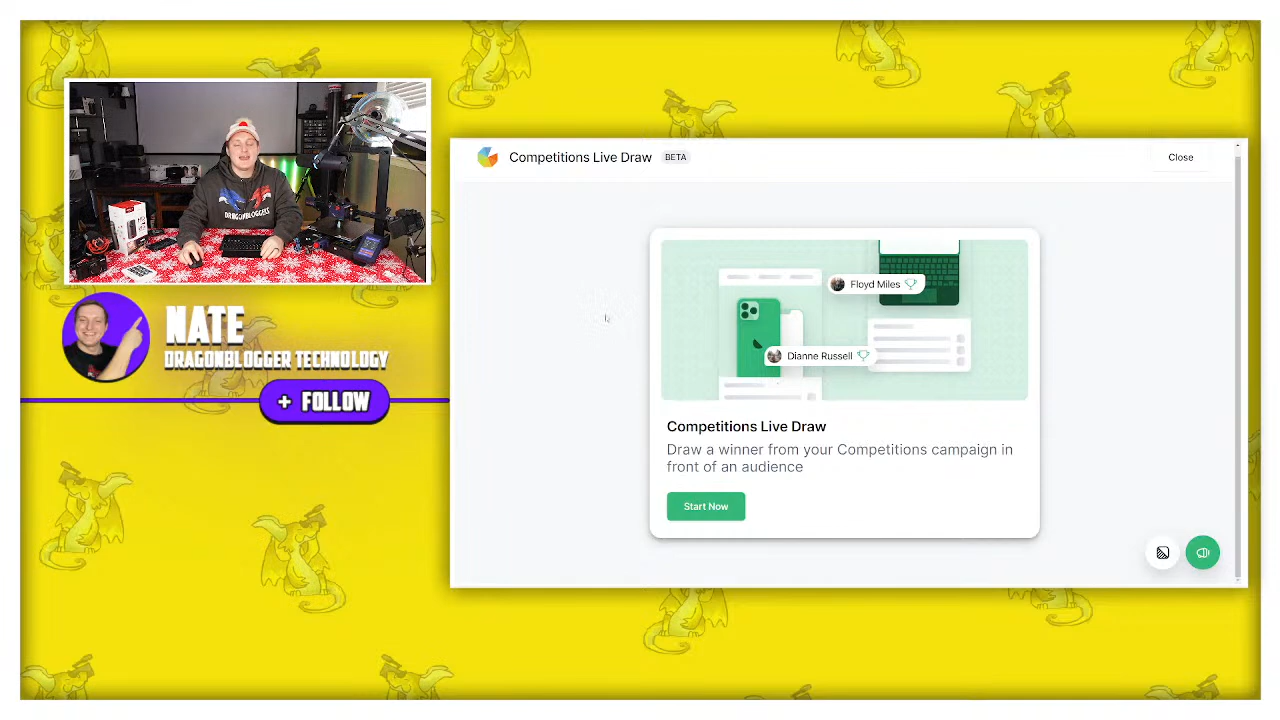 DRAGONBLOGGERS
NATE
DRAGONBLOGGER TECHNOLOGY
+ FOLLOW
Competitions Live Draw BETA
Close
Floyd Miles
Dianne Russell
Competitions Live Draw
Draw a winner from your Competitions campaign in
front of an audience
Start Now